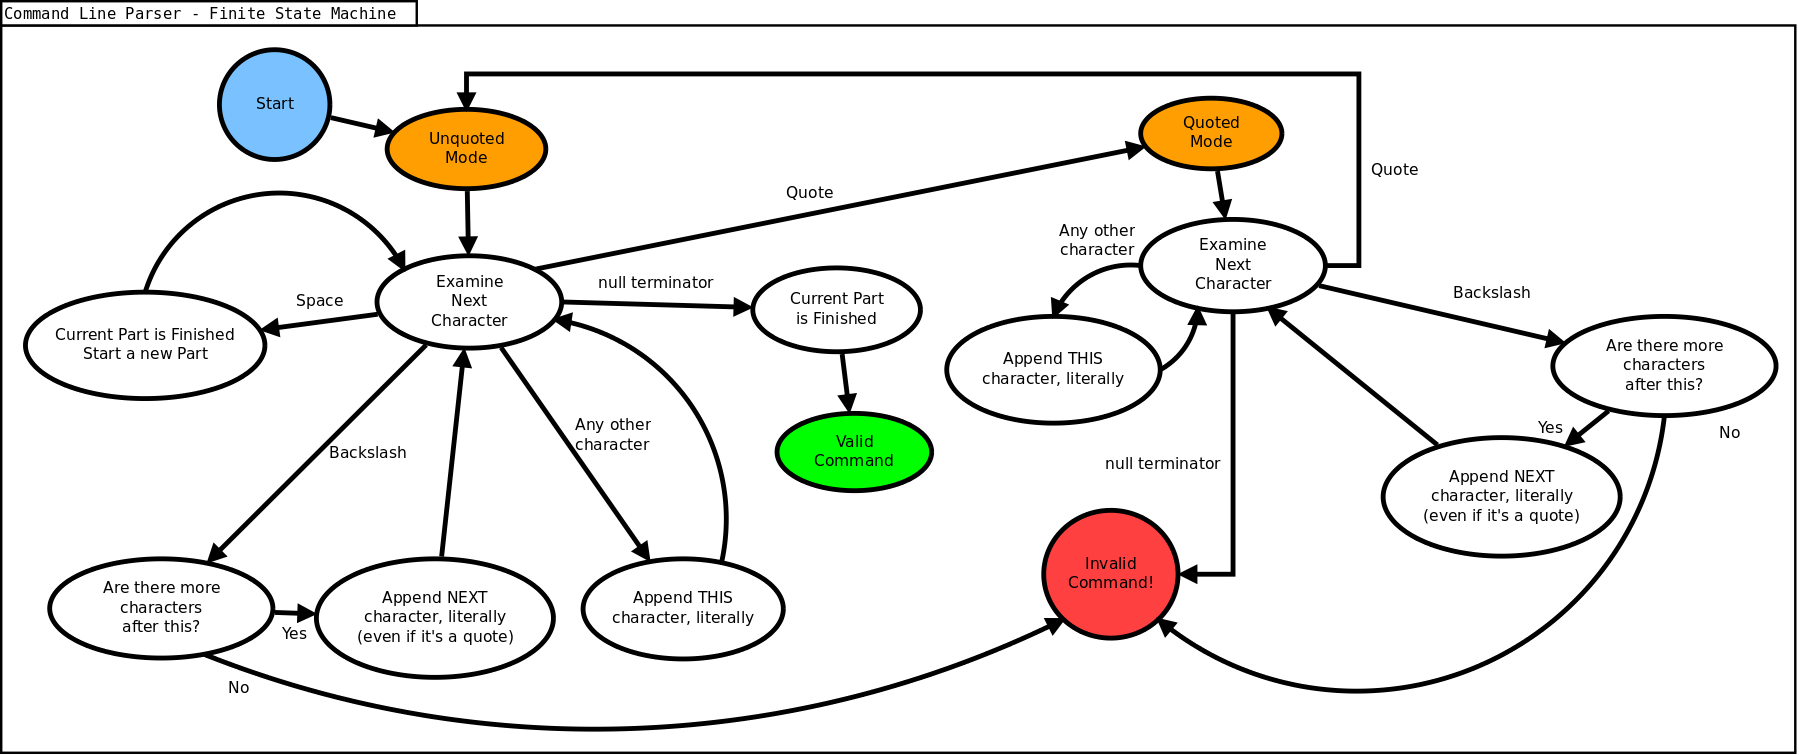 Command Line Parser - Finite State Machine
Start
Unquoted
Mode
Quoted
Mode
Quote
Quote
Any other
character
Examine
Next
Character
Examine
Next
Character
null terminator
Space
Current Part
is Finished
Backslash
Current Part is Finished
Start a new Part
Append THIS
character, literally
Are there more
characters
after this?
Any other
character
Valid
Command
Yes
No
Backslash
null terminator
Append NEXT
character, literally
(even if it's a quote)
Invalid
Command!
Are there more
characters
after this?
Yes
Append NEXT
character, literally
(even if it's a quote)
Append THIS
character, literally
No